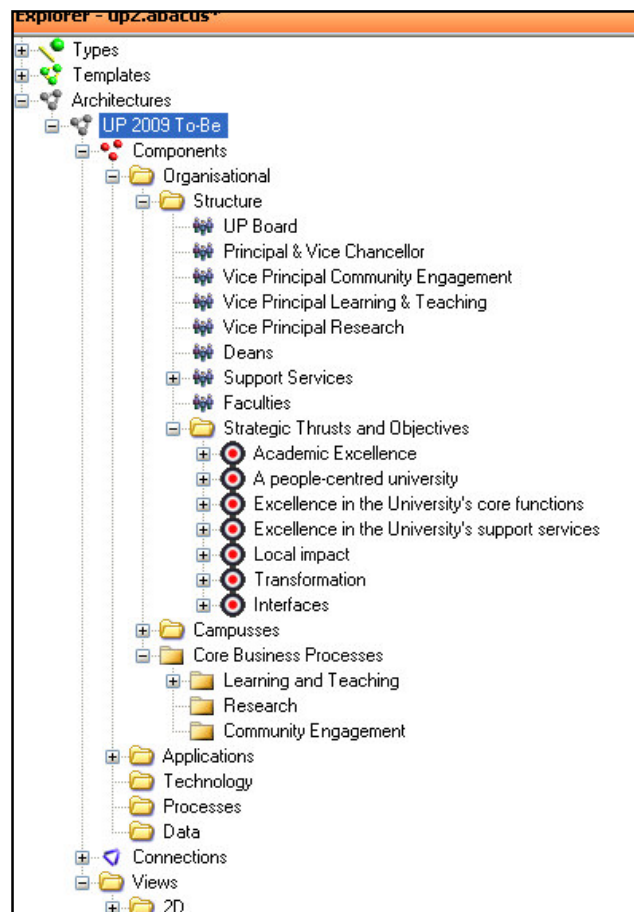 Explorer - up2.abacus*
Types
Templates
Architectures
UP 2009 To-Be
Components
Organisational
Structure
UP Board
Principal & Vice Chancellor
Vice Principal Community Engagement
Vice Principal Learning & Teaching
Vice Principal Research
Deans
Support Services
Faculties
Strategic Thrusts and Objectives
Academic Excellence
A people-centred university
Excellence in the University's core functions
Excellence in the University's support services
Local impact
Transformation
Interfaces
Campusses
Core Business Processes
Learning and Teaching
Research
Community Engagement
Applications
Technology
Processes
Data
Connections
Views
2D